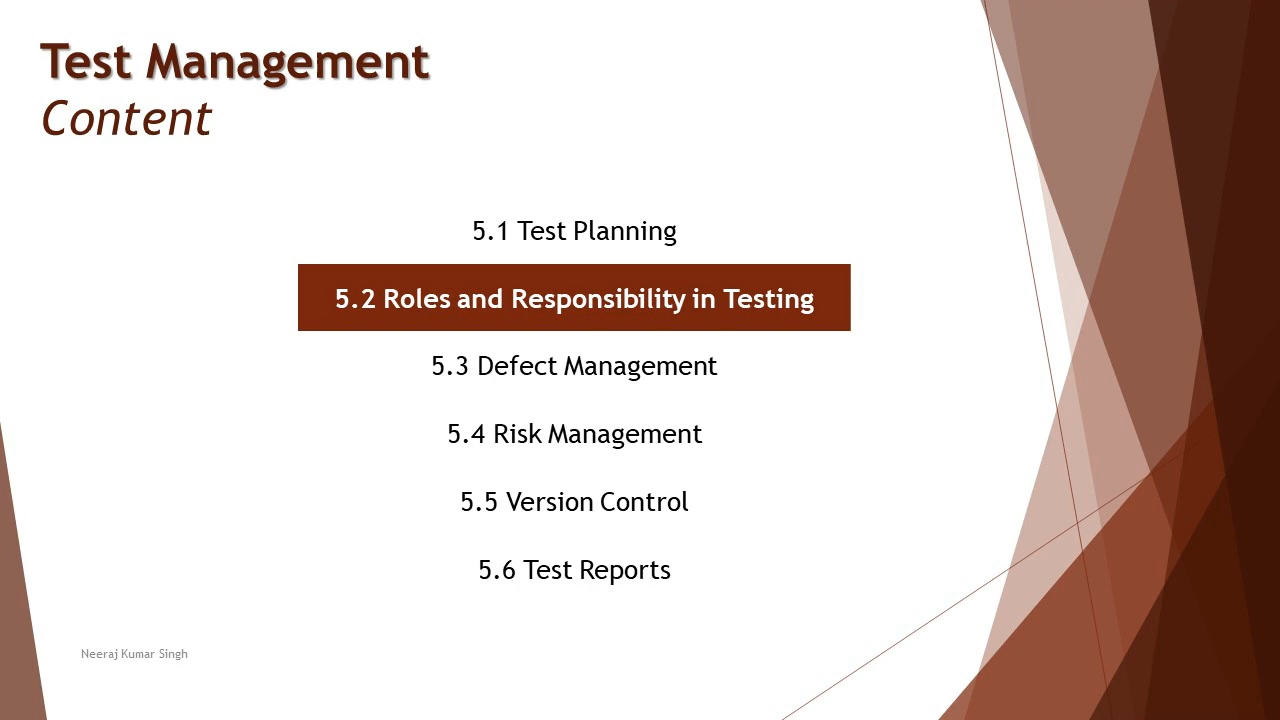 Test Management
Content
5.1 Test Planning
5.2 Roles and Responsibility in Testing
5.3 Defect Management
5.4 Risk Management
5.5 Version Control
5.6 Test Reports
Neeraj Kumar Singh